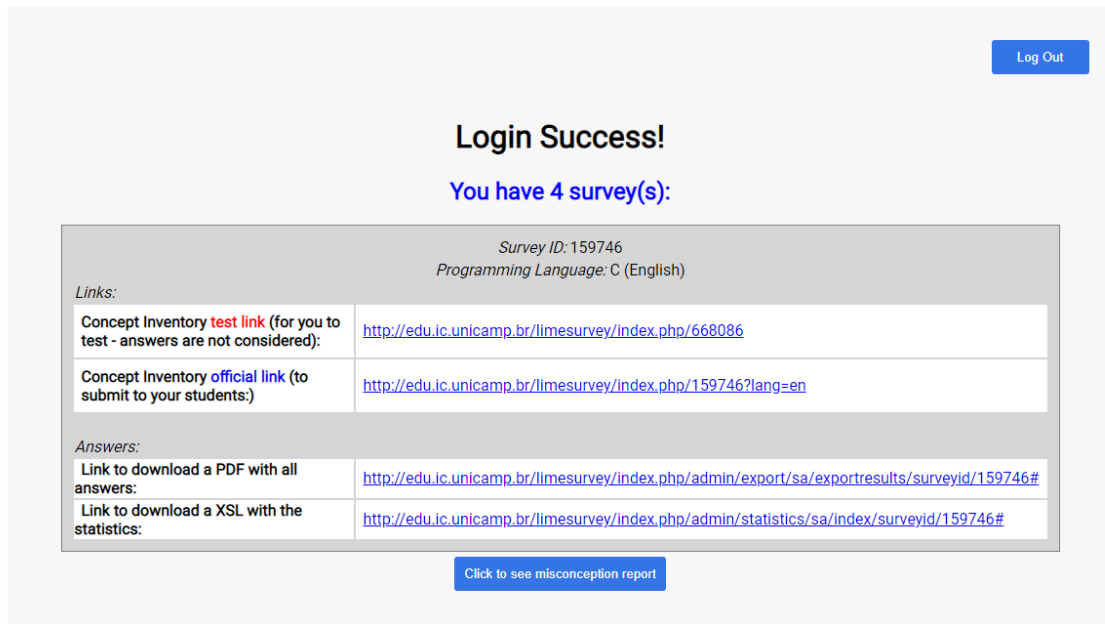 Log Out
Login Success!
You have 4 survey(s):
Survey ID: 159746
Programming Language: C (English)
Links:
Concept Inventory test link (for you to
test - answers are not considered):
http://edu.ic.unicamp.br/limesurvey/index.php/668086
Concept Inventory official link (to
submit to your students:)
http://edu.ic.unicamp.br/limesurvey/index.php/159746?lang=en
Answers:
Link to download a PDF with all
answers:
http://edu.ic.unicamp.br/limesurvey/index.php/admin/export/sa/exportresults/surveyid/159746#
Link to download a XSL with the
statistics:
http://edu.ic.unicamp.br/limesurvey/index.php/admin/statistics/sa/index/surveyid/159746#
Click to see misconception report